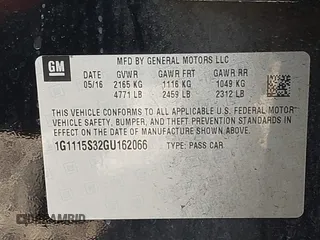 GM
MFD BY GENERAL MOTORS LLC
DATE GVWR GAWR FRT GAWR RR
05/16 2165 KG 1116 KG 1049 KG
4771 LB 2459 LB 2312 LB
THIS VEHICLE CONFORMS TO ALL APPLICABLE U.S. FEDERAL MOTOR
VEHICLE SAFETY, BUMPER, AND THEFT PREVENTION STANDARDS IN
EFFECT ON THE DATE OF MANUFACTURE SHOWN ABOVE.
1G1115S32GU162066 TYPE: PASS CAR
IDREAMBID